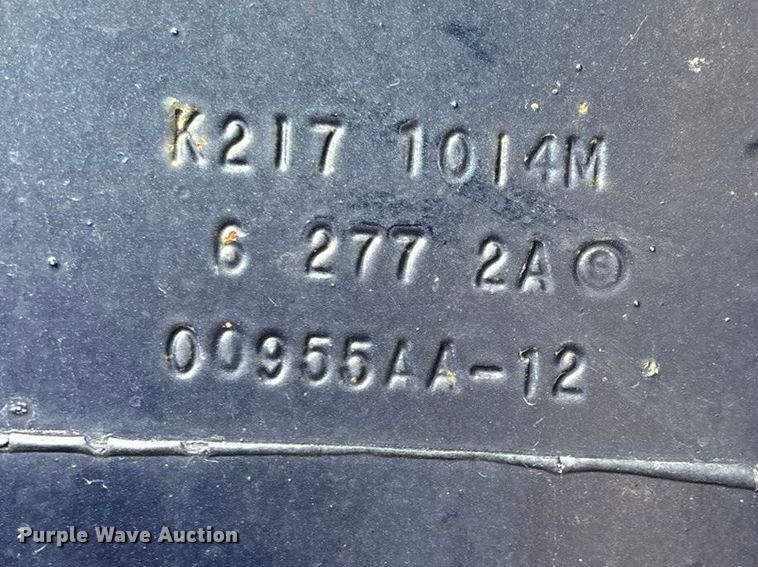 K217 1014M
6 277 2A Ⓢ
00955AA-12
Purple Wave Auction